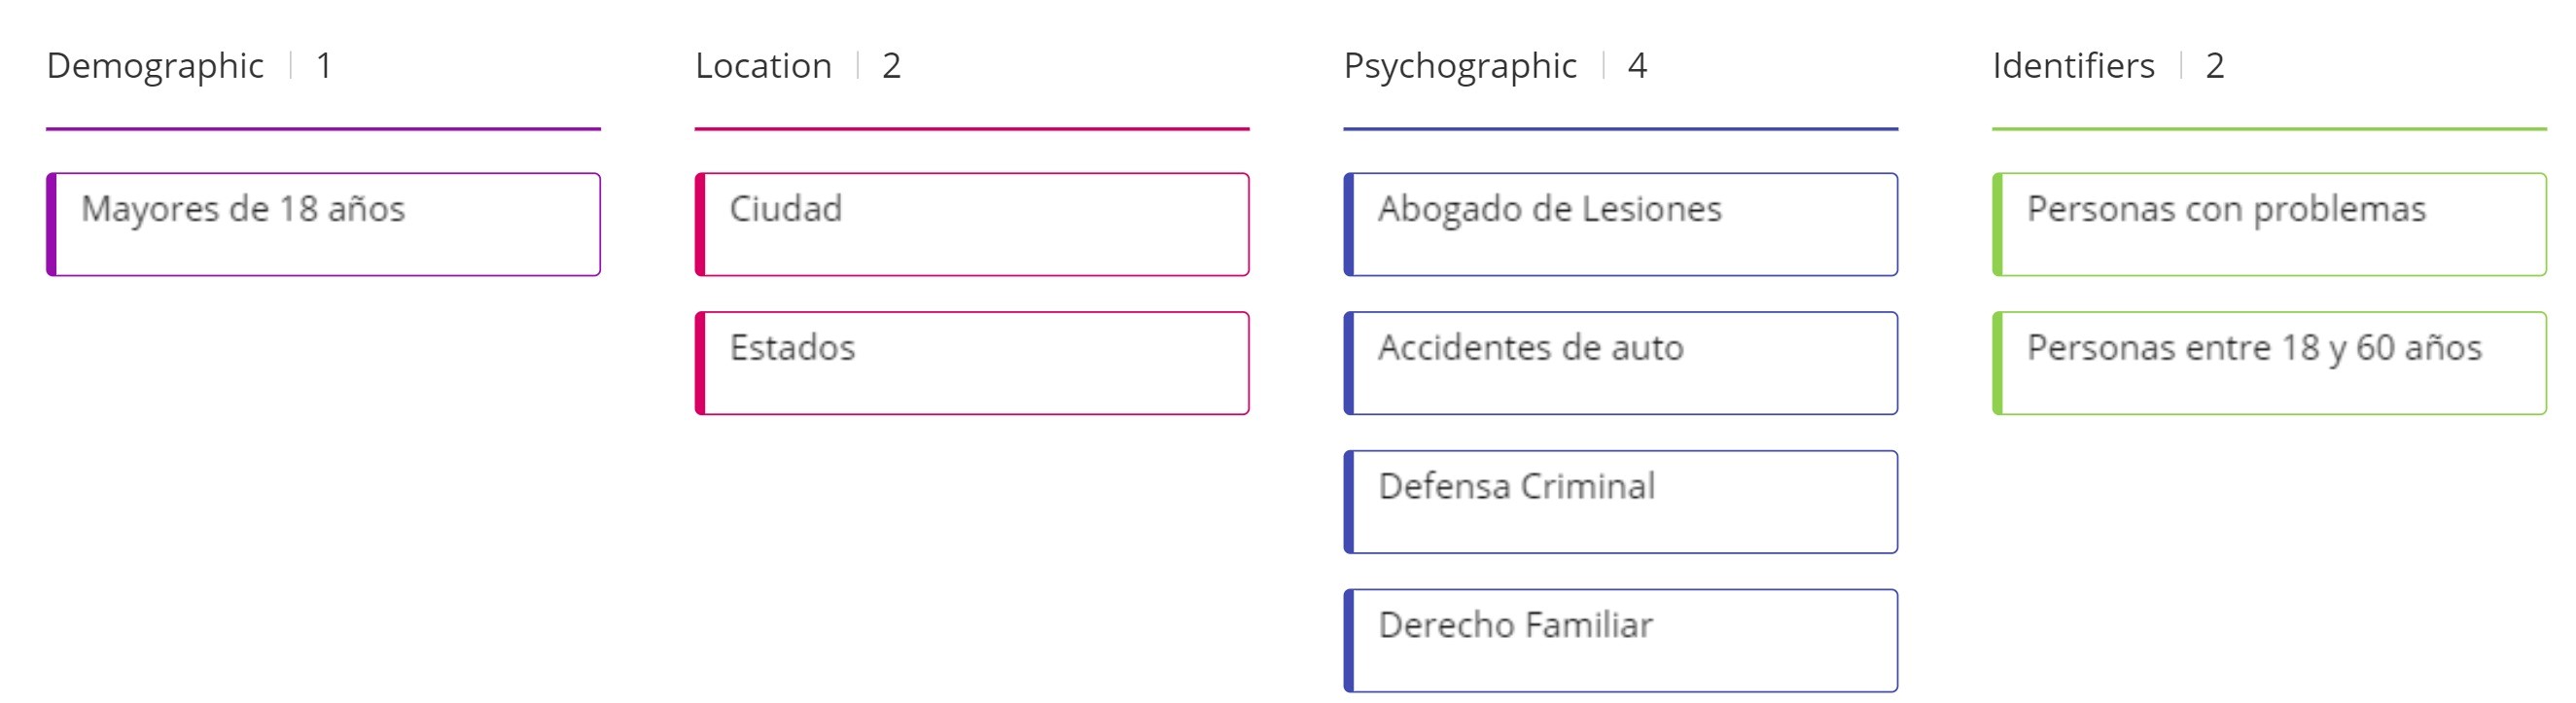 Demographic | 1
Mayores de 18 años
Location | 2
Ciudad
Estados
Psychographic | 4
Abogado de Lesiones
Accidentes de auto
Defensa Criminal
Derecho Familiar
Identifiers | 2
Personas con problemas
Personas entre 18 y 60 años